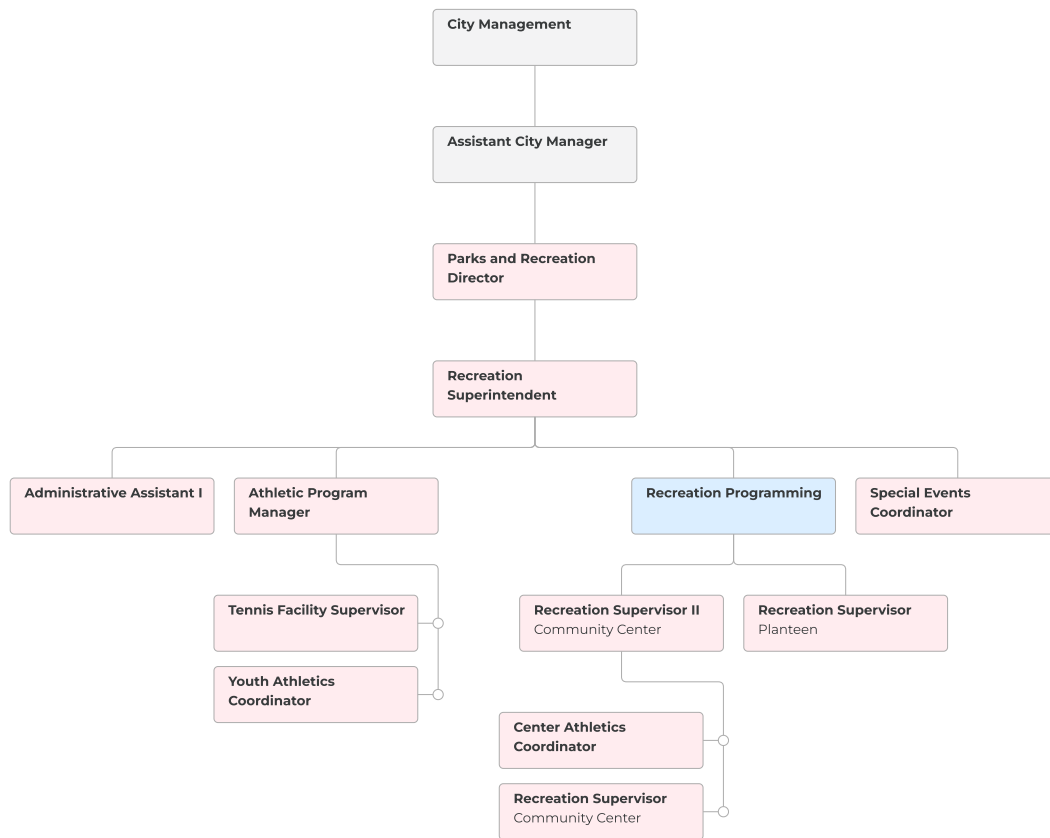 City Management
Assistant City Manager
Parks and Recreation
Director
Recreation
Superintendent
Administrative Assistant I
Athletic Program
Manager
Recreation Programming
Special Events
Coordinator
Tennis Facility Supervisor
Youth Athletics
Coordinator
Recreation Supervisor II
Community Center
Recreation Supervisor
Planteen
Center Athletics
Coordinator
Recreation Supervisor
Community Center